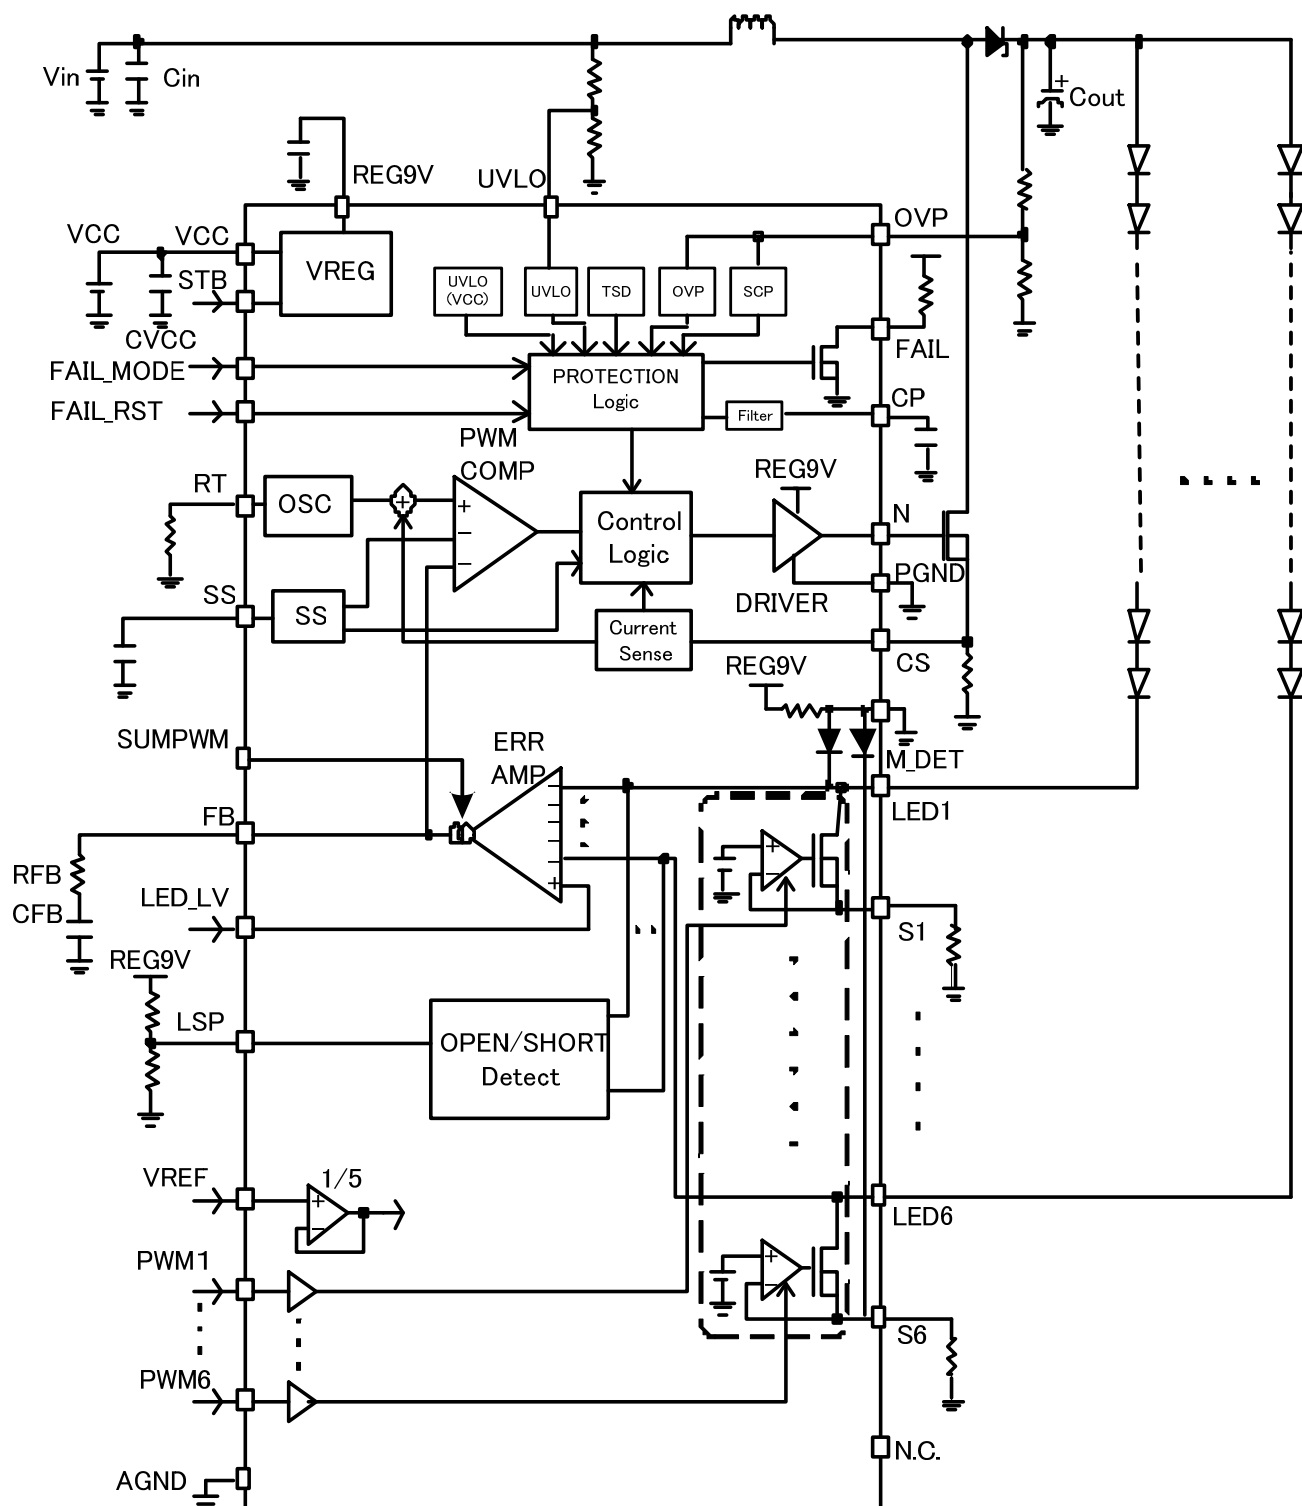 Vin
Cin
+
Cout
REG9V
UVLO
VCC
VCC
VREG
STB
CVCC
UVLO
(VCC)
UVLO
TSD
OVP
SCP
OVP
FAIL
FAIL_MODE
FAIL_RST
PROTECTION
Logic
Filter
CP
PWM
COMP
RT
OSC
+
+
−
−
Control
Logic
REG9V
DRIVER
N
PGND
SS
SS
Current
Sense
CS
REG9V
M_DET
SUMPWM
ERR
AMP
−
−
−
−
+
LED1
FB
+
−
RFB
CFB
LED_LV
S1
REG9V
LSP
OPEN/SHORT
Detect
VREF
+
−
1/5
LED6
PWM1
+
−
S6
PWM6
N.C.
AGND